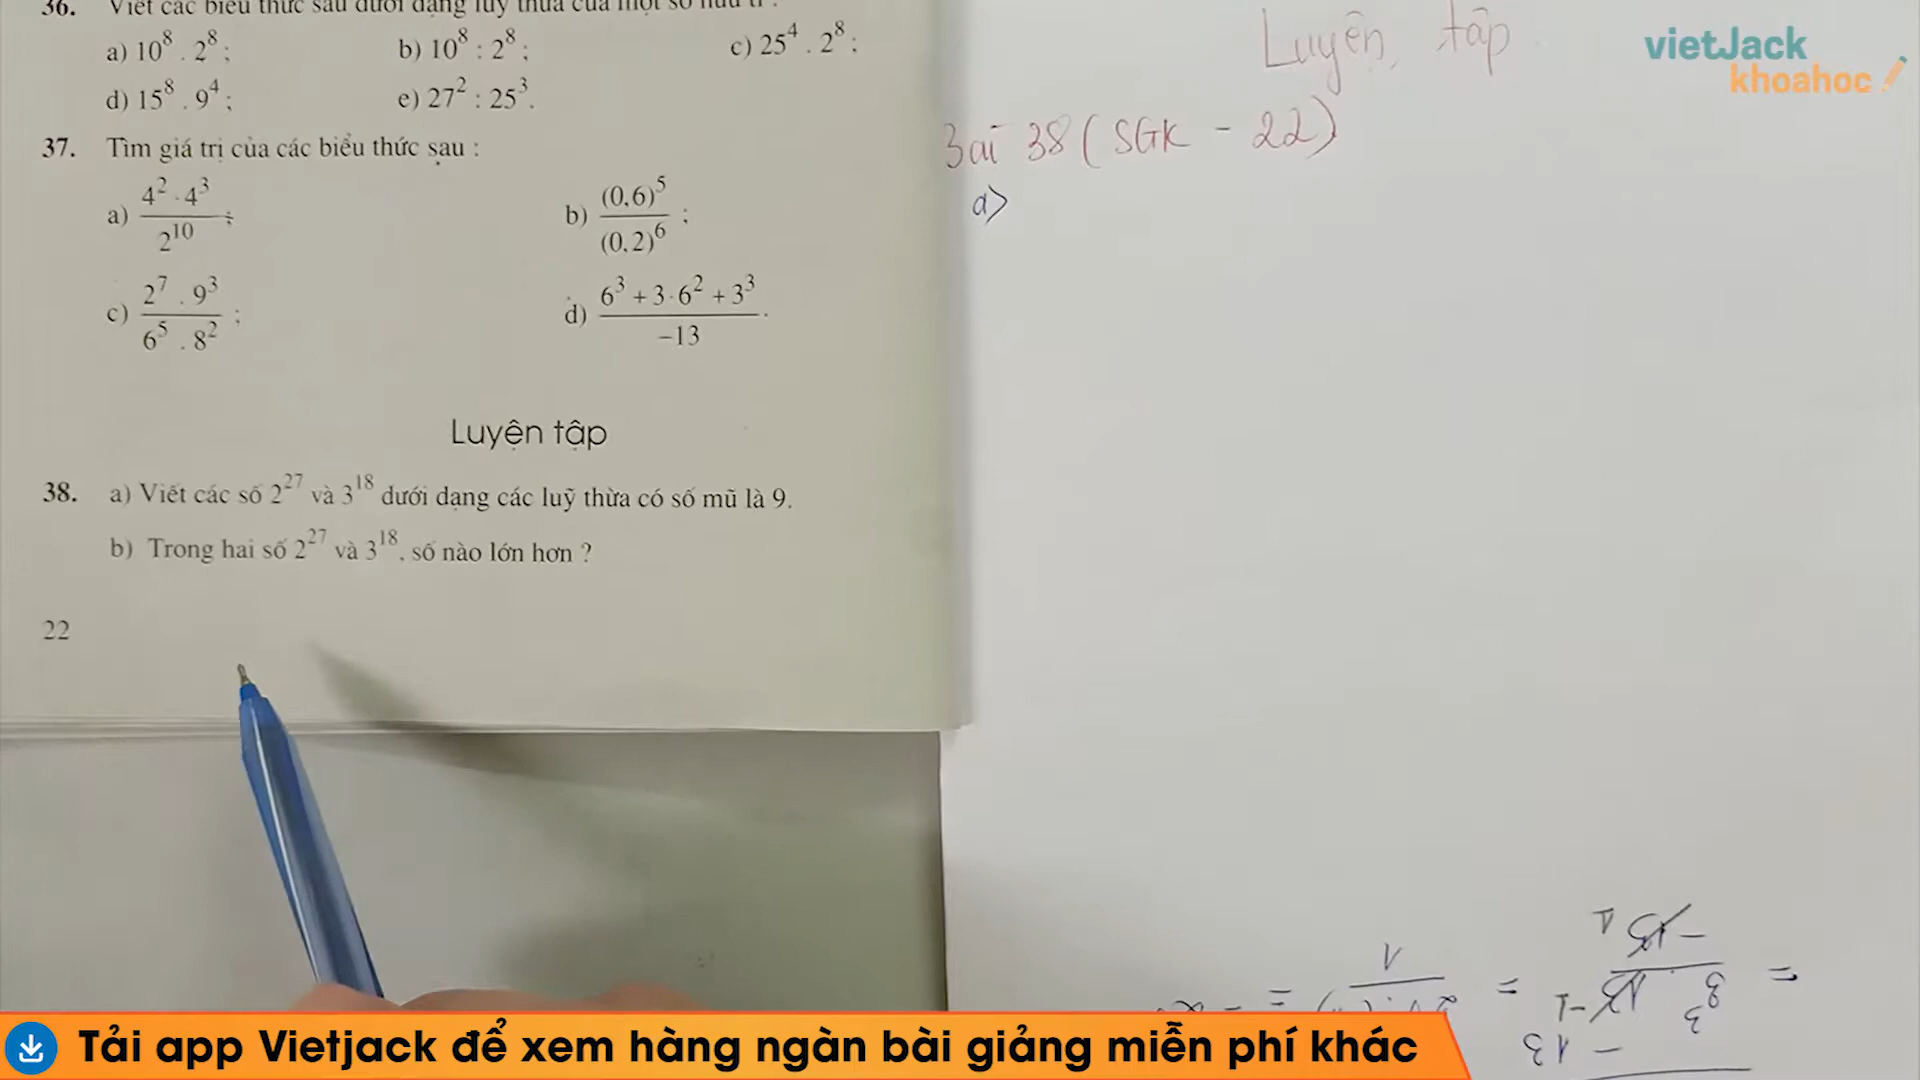 36. Viết các biểu thức sau dưới dạng luỹ thừa của một số hữu tỉ :
a) 10⁸ . 2⁸ ; b) 10⁸ : 2⁸ ; c) 25⁴ . 2⁸ ;
d) 15⁸ . 9⁴ ; e) 27² : 25³.
37. Tìm giá trị của các biểu thức sau :
a) (4² · 4³)/(2¹⁰) ; b) ((0,6)⁵)/((0,2)⁶) ;
c) (2⁷ . 9³)/(6⁵ . 8²) ; d) (6³ + 3 · 6² + 3³)/(−13) .
Luyện tập
38. a) Viết các số 2²⁷ và 3¹⁸ dưới dạng các luỹ thừa có số mũ là 9.
b) Trong hai số 2²⁷ và 3¹⁸, số nào lớn hơn ?
22
Luyện tập
Bài 38 (SGK - 22)
a>
vietJack
khoahoc
Tải app Vietjack để xem hàng ngàn bài giảng miễn phí khác